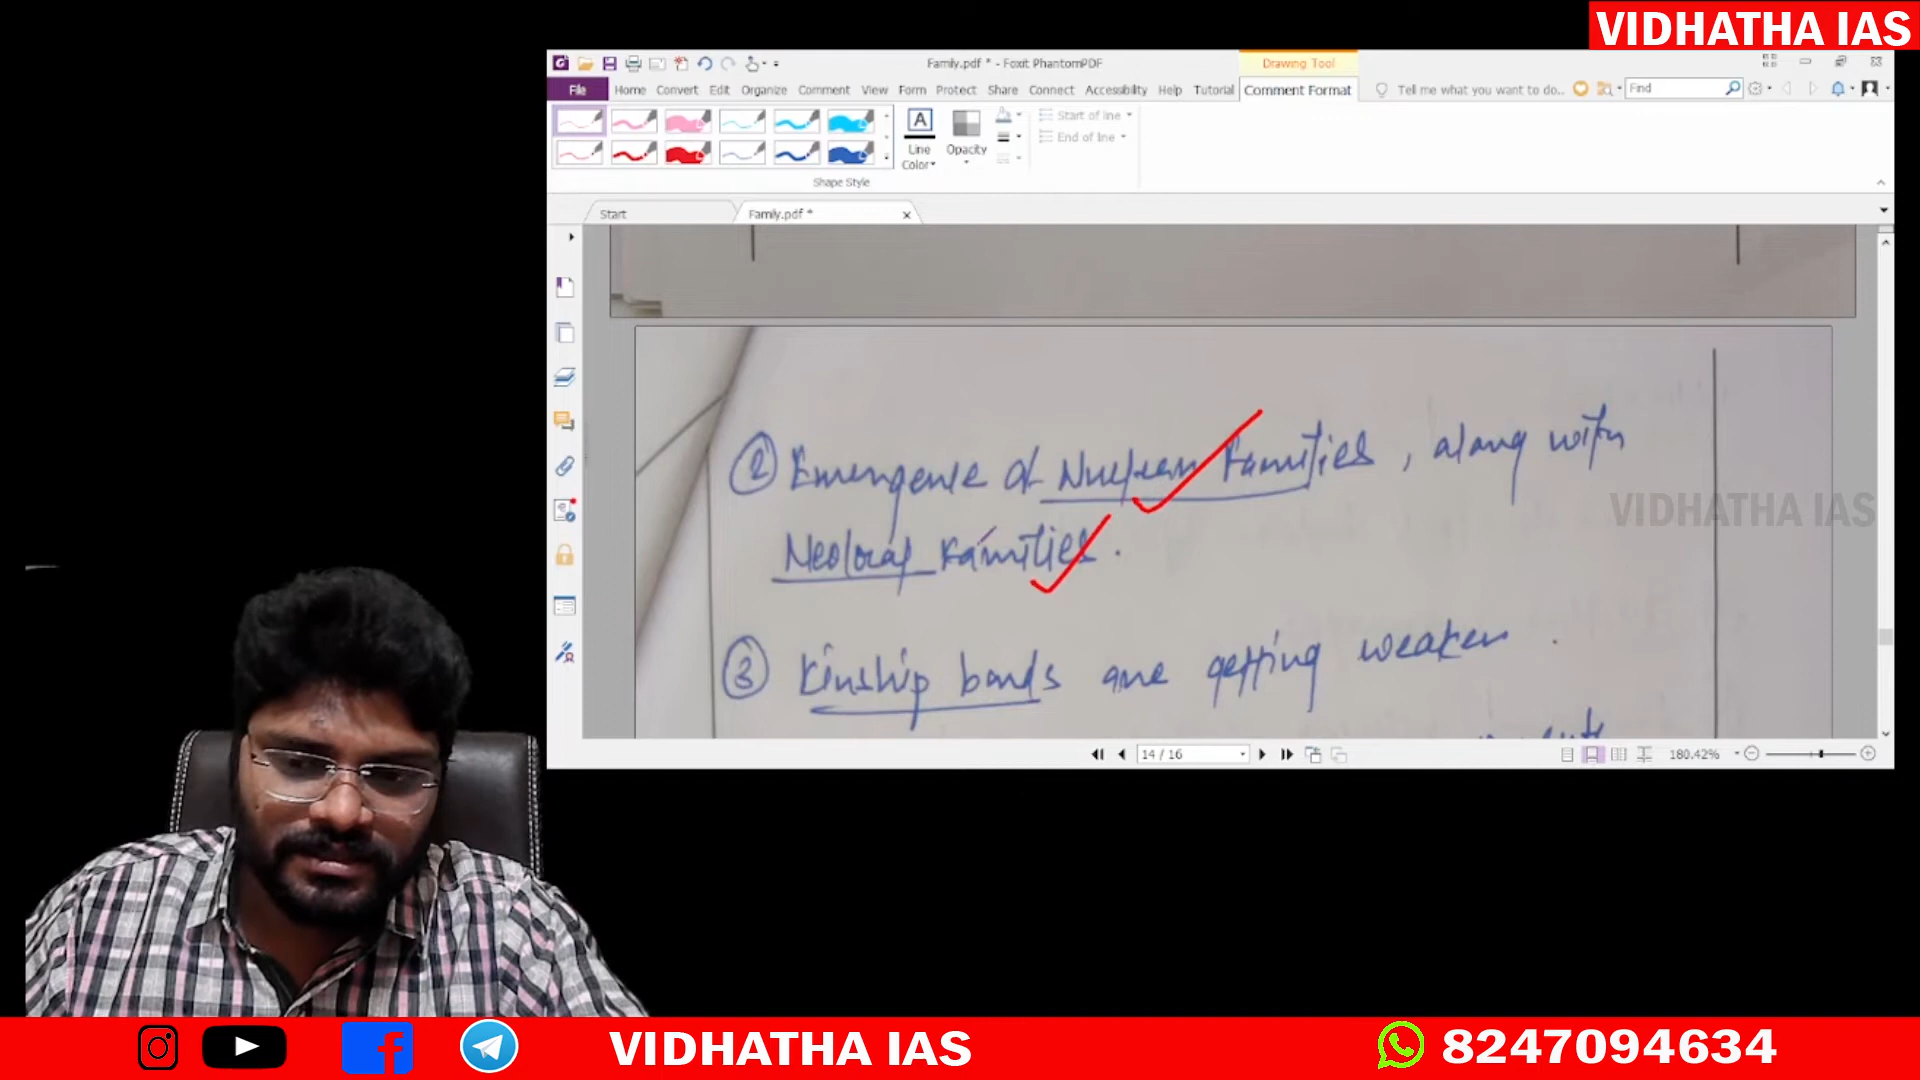 VIDHATHA IAS
Family.pdf * - Foxit PhantomPDF
Drawing Tool
File Home Convert Edit Organize Comment View Form Protect Share Connect Accessibility Help Tutorial Comment Format Tell me what you want to do.. Find
Line Color Opacity
Start of line
End of line
Shape Style
Start Family.pdf *
② Emergence of Nuclear Families, along with
Neolocal Families.
VIDHATHA IAS
③ Kinship bonds are getting weaker.
14 / 16 180.42%
VIDHATHA IAS 8247094634